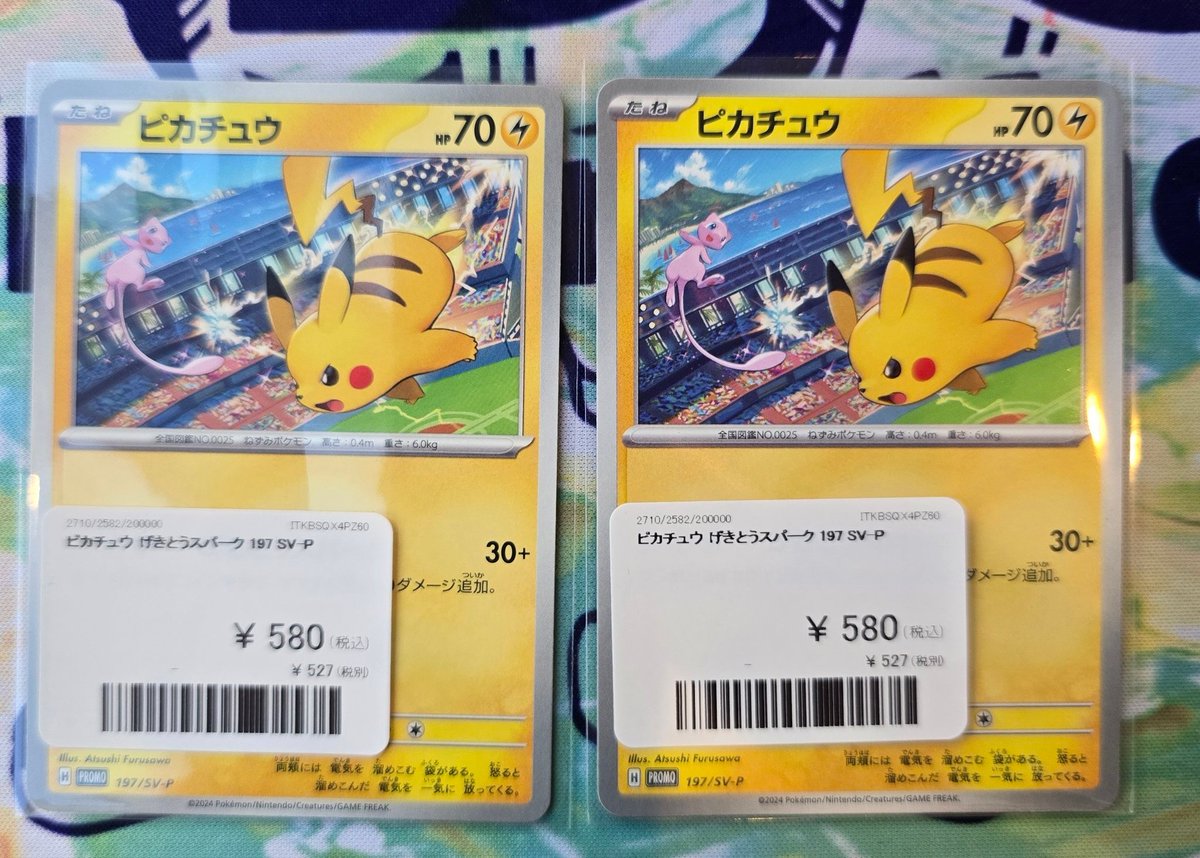 たね ピカチュウ HP70
全国図鑑NO.0025 ねずみポケモン 高さ:0.4m 重さ:6.0kg
2710/2582/200000 ITKBSQX4PZ60
ピカチュウ げきとうスパーク 197 SV-P
30+
ダメージ追加。
¥ 580(税込)
¥ 527(税別)
Illus. Atsushi Furusawa
両頬には 電気を 溜めこむ 袋がある。 怒ると
H PROMO 197/SV-P
溜めこんだ 電気を 一気に 放ってくる。
©2024 Pokémon/Nintendo/Creatures/GAME FREAK.
たね ピカチュウ HP70
全国図鑑NO.0025 ねずみポケモン 高さ:0.4m 重さ:6.0kg
2710/2582/200000 ITKBSQX4PZ60
ピカチュウ げきとうスパーク 197 SV-P
30+
ダメージ追加。
¥ 580(税込)
¥ 527(税別)
Illus. Atsushi Furusawa
両頬には 電気を 溜めこむ 袋がある。 怒ると
H PROMO 197/SV-P
溜めこんだ 電気を 一気に 放ってくる。
©2024 Pokémon/Nintendo/Creatures/GAME FREAK.